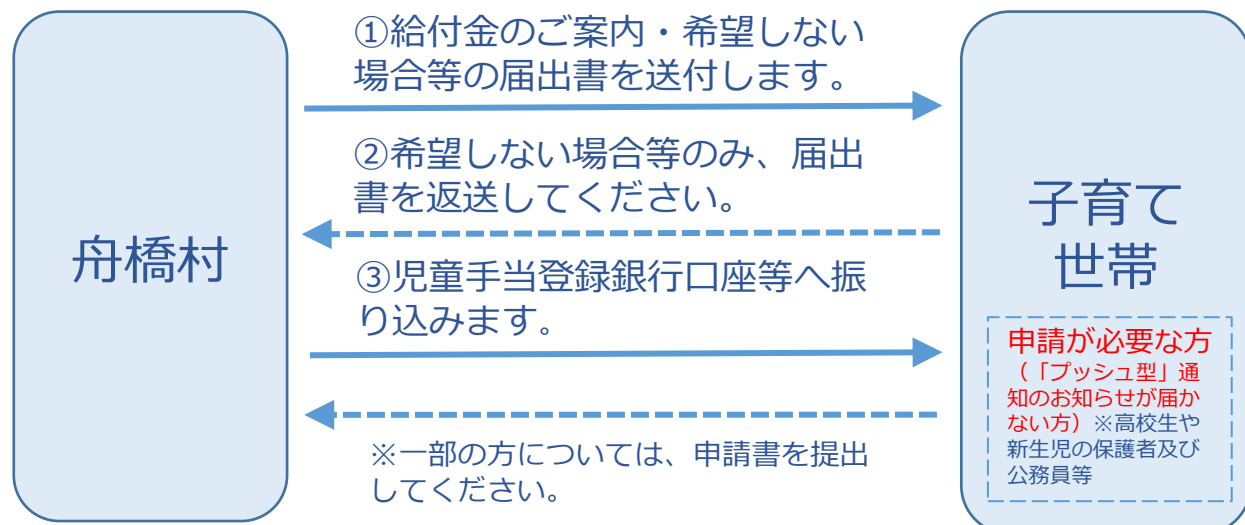 舟橋村
①給付金のご案内・希望しない
場合等の届出書を送付します。
②希望しない場合等のみ、届出
書を返送してください。
③児童手当登録銀行口座等へ振
り込みます。
※一部の方については、申請書を提出
してください。
子育て
世帯
申請が必要な方
（「プッシュ型」通
知のお知らせが届か
ない方）※高校生や
新生児の保護者及び
公務員等